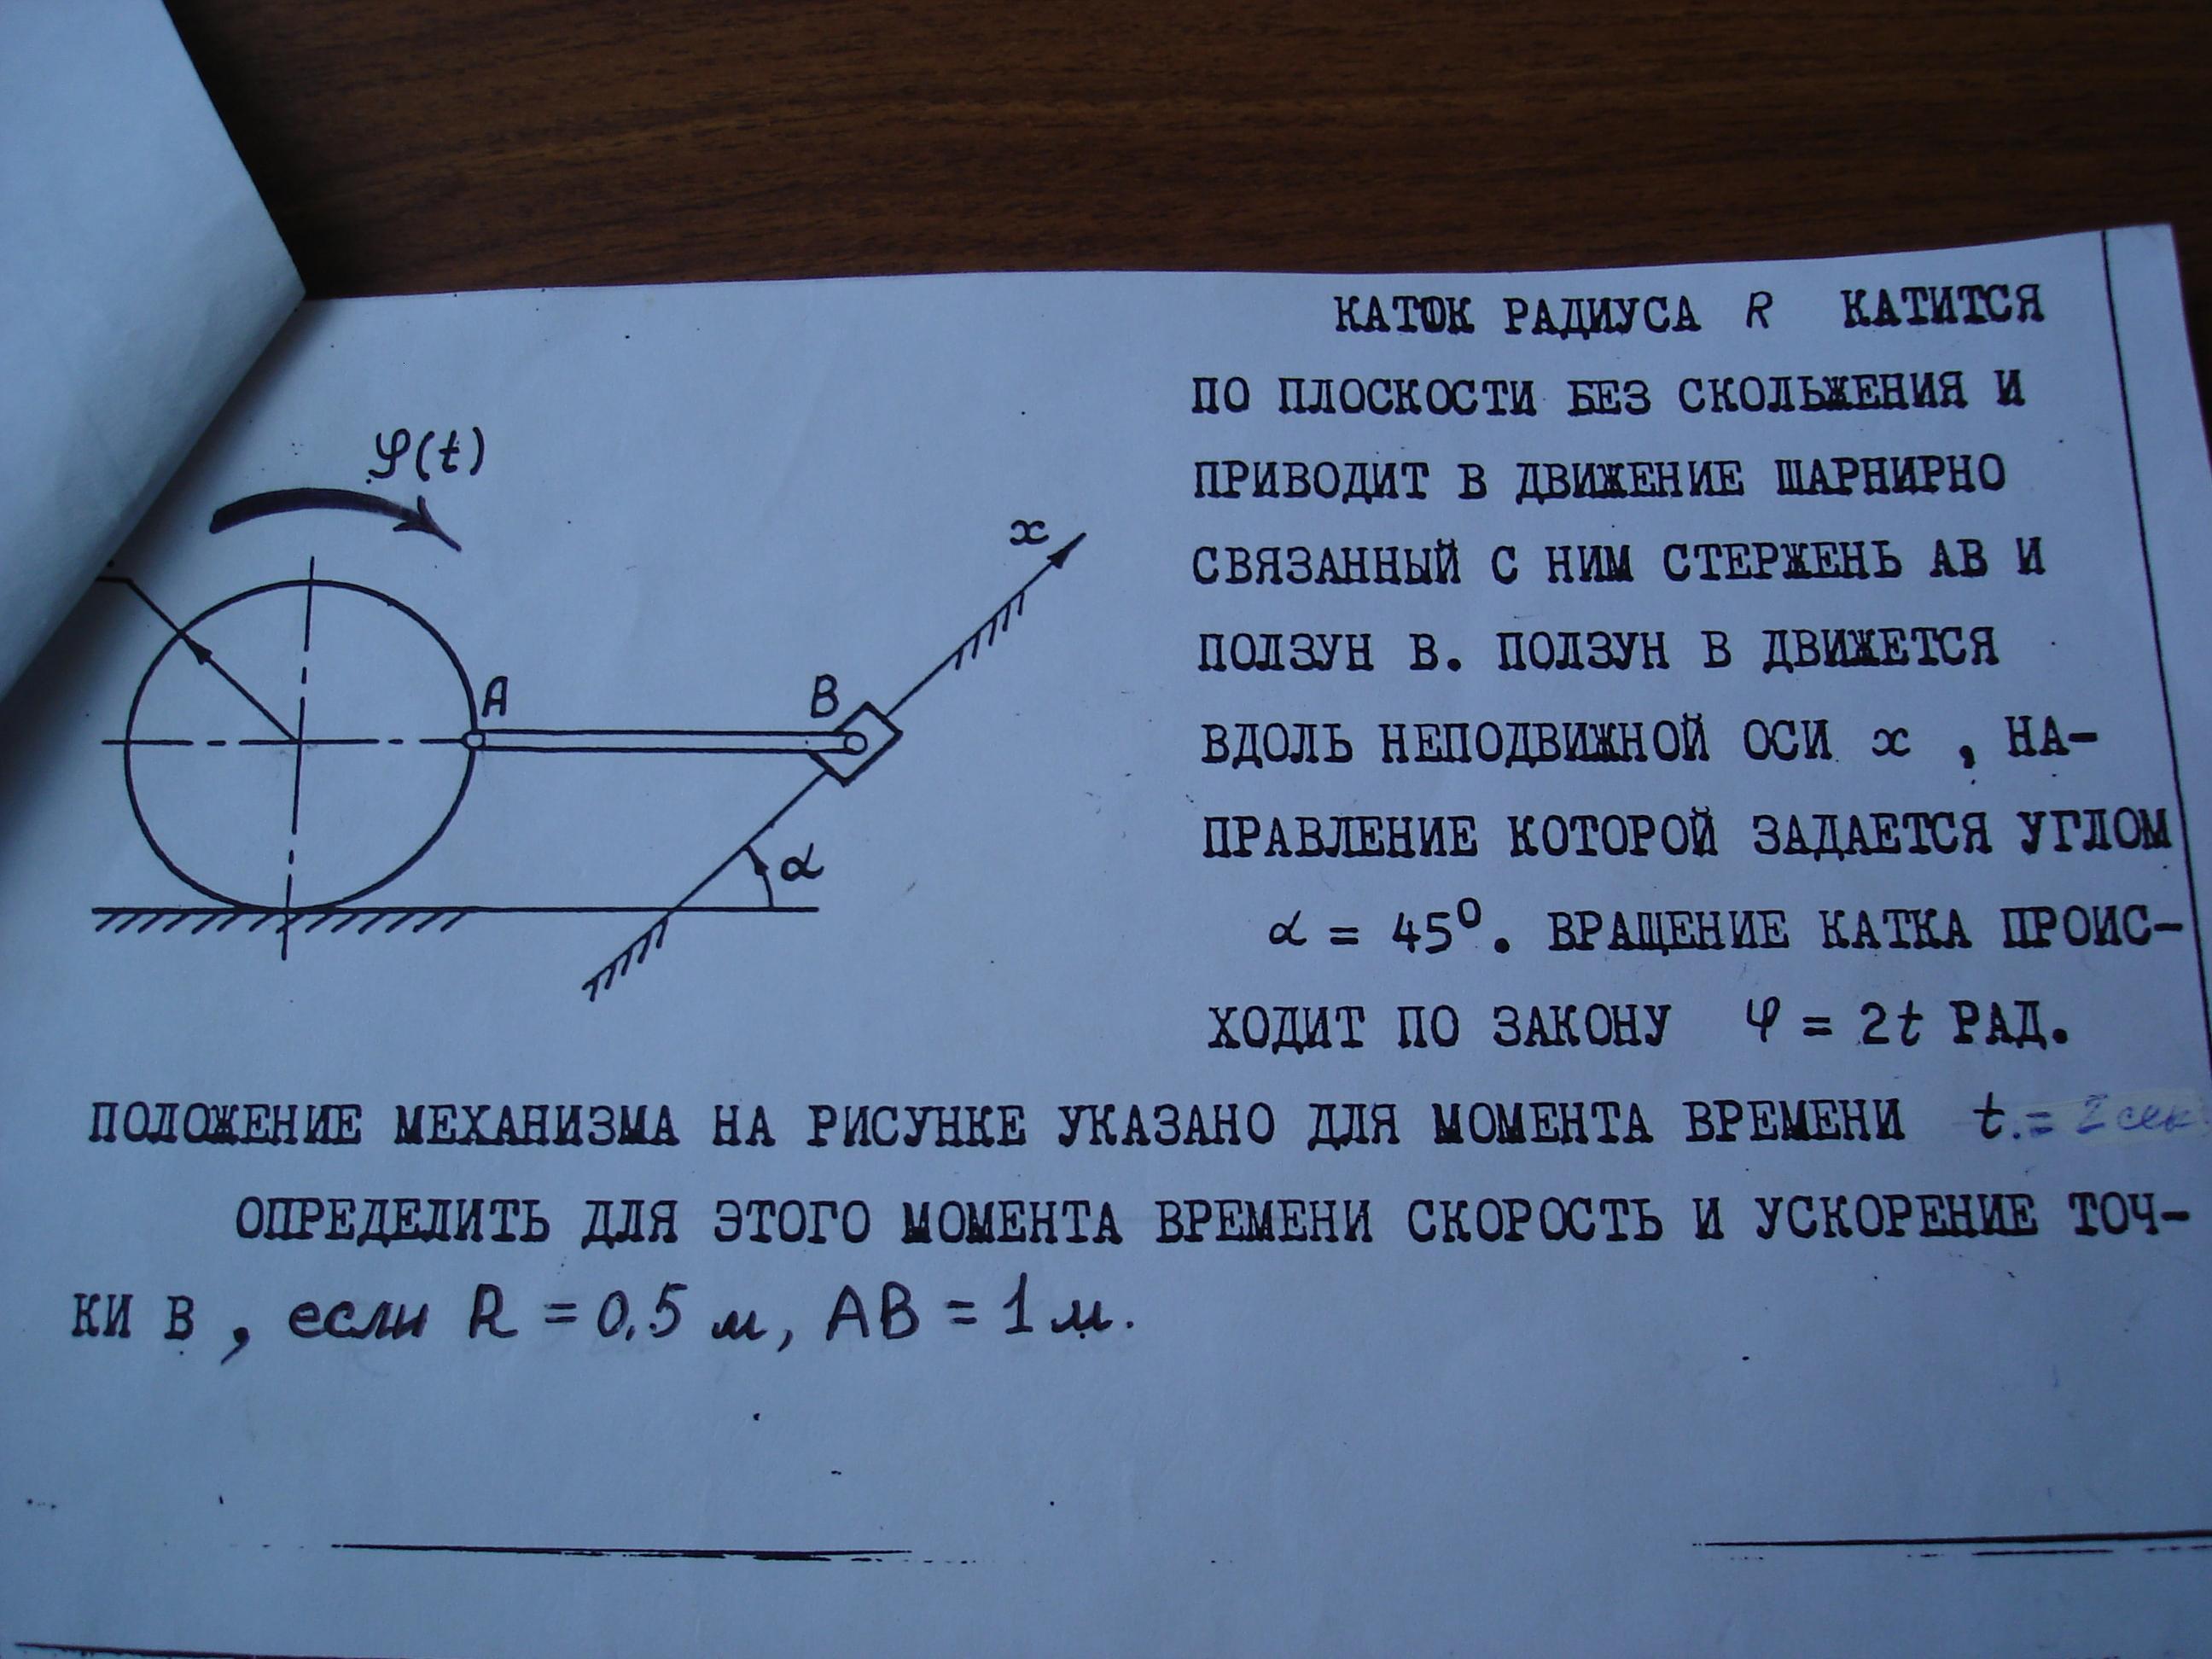 φ(t)
x
A
B
α
КАТОК РАДИУСА R КАТИТСЯ
ПО ПЛОСКОСТИ БЕЗ СКОЛЬЖЕНИЯ И
ПРИВОДИТ В ДВИЖЕНИЕ ШАРНИРНО
СВЯЗАННЫЙ С НИМ СТЕРЖЕНЬ АВ И
ПОЛЗУН В. ПОЛЗУН В ДВИЖЕТСЯ
ВДОЛЬ НЕПОДВИЖНОЙ ОСИ x , НА-
ПРАВЛЕНИЕ КОТОРОЙ ЗАДАЕТСЯ УГЛОМ
α = 45°. ВРАЩЕНИЕ КАТКА ПРОИС-
ХОДИТ ПО ЗАКОНУ φ = 2t РАД.
ПОЛОЖЕНИЕ МЕХАНИЗМА НА РИСУНКЕ УКАЗАНО ДЛЯ МОМЕНТА ВРЕМЕНИ t = сек
ОПРЕДЕЛИТЬ ДЛЯ ЭТОГО МОМЕНТА ВРЕМЕНИ СКОРОСТЬ И УСКОРЕНИЕ ТОЧ-
КИ В , если R = 0,5 м, АВ = 1 м.